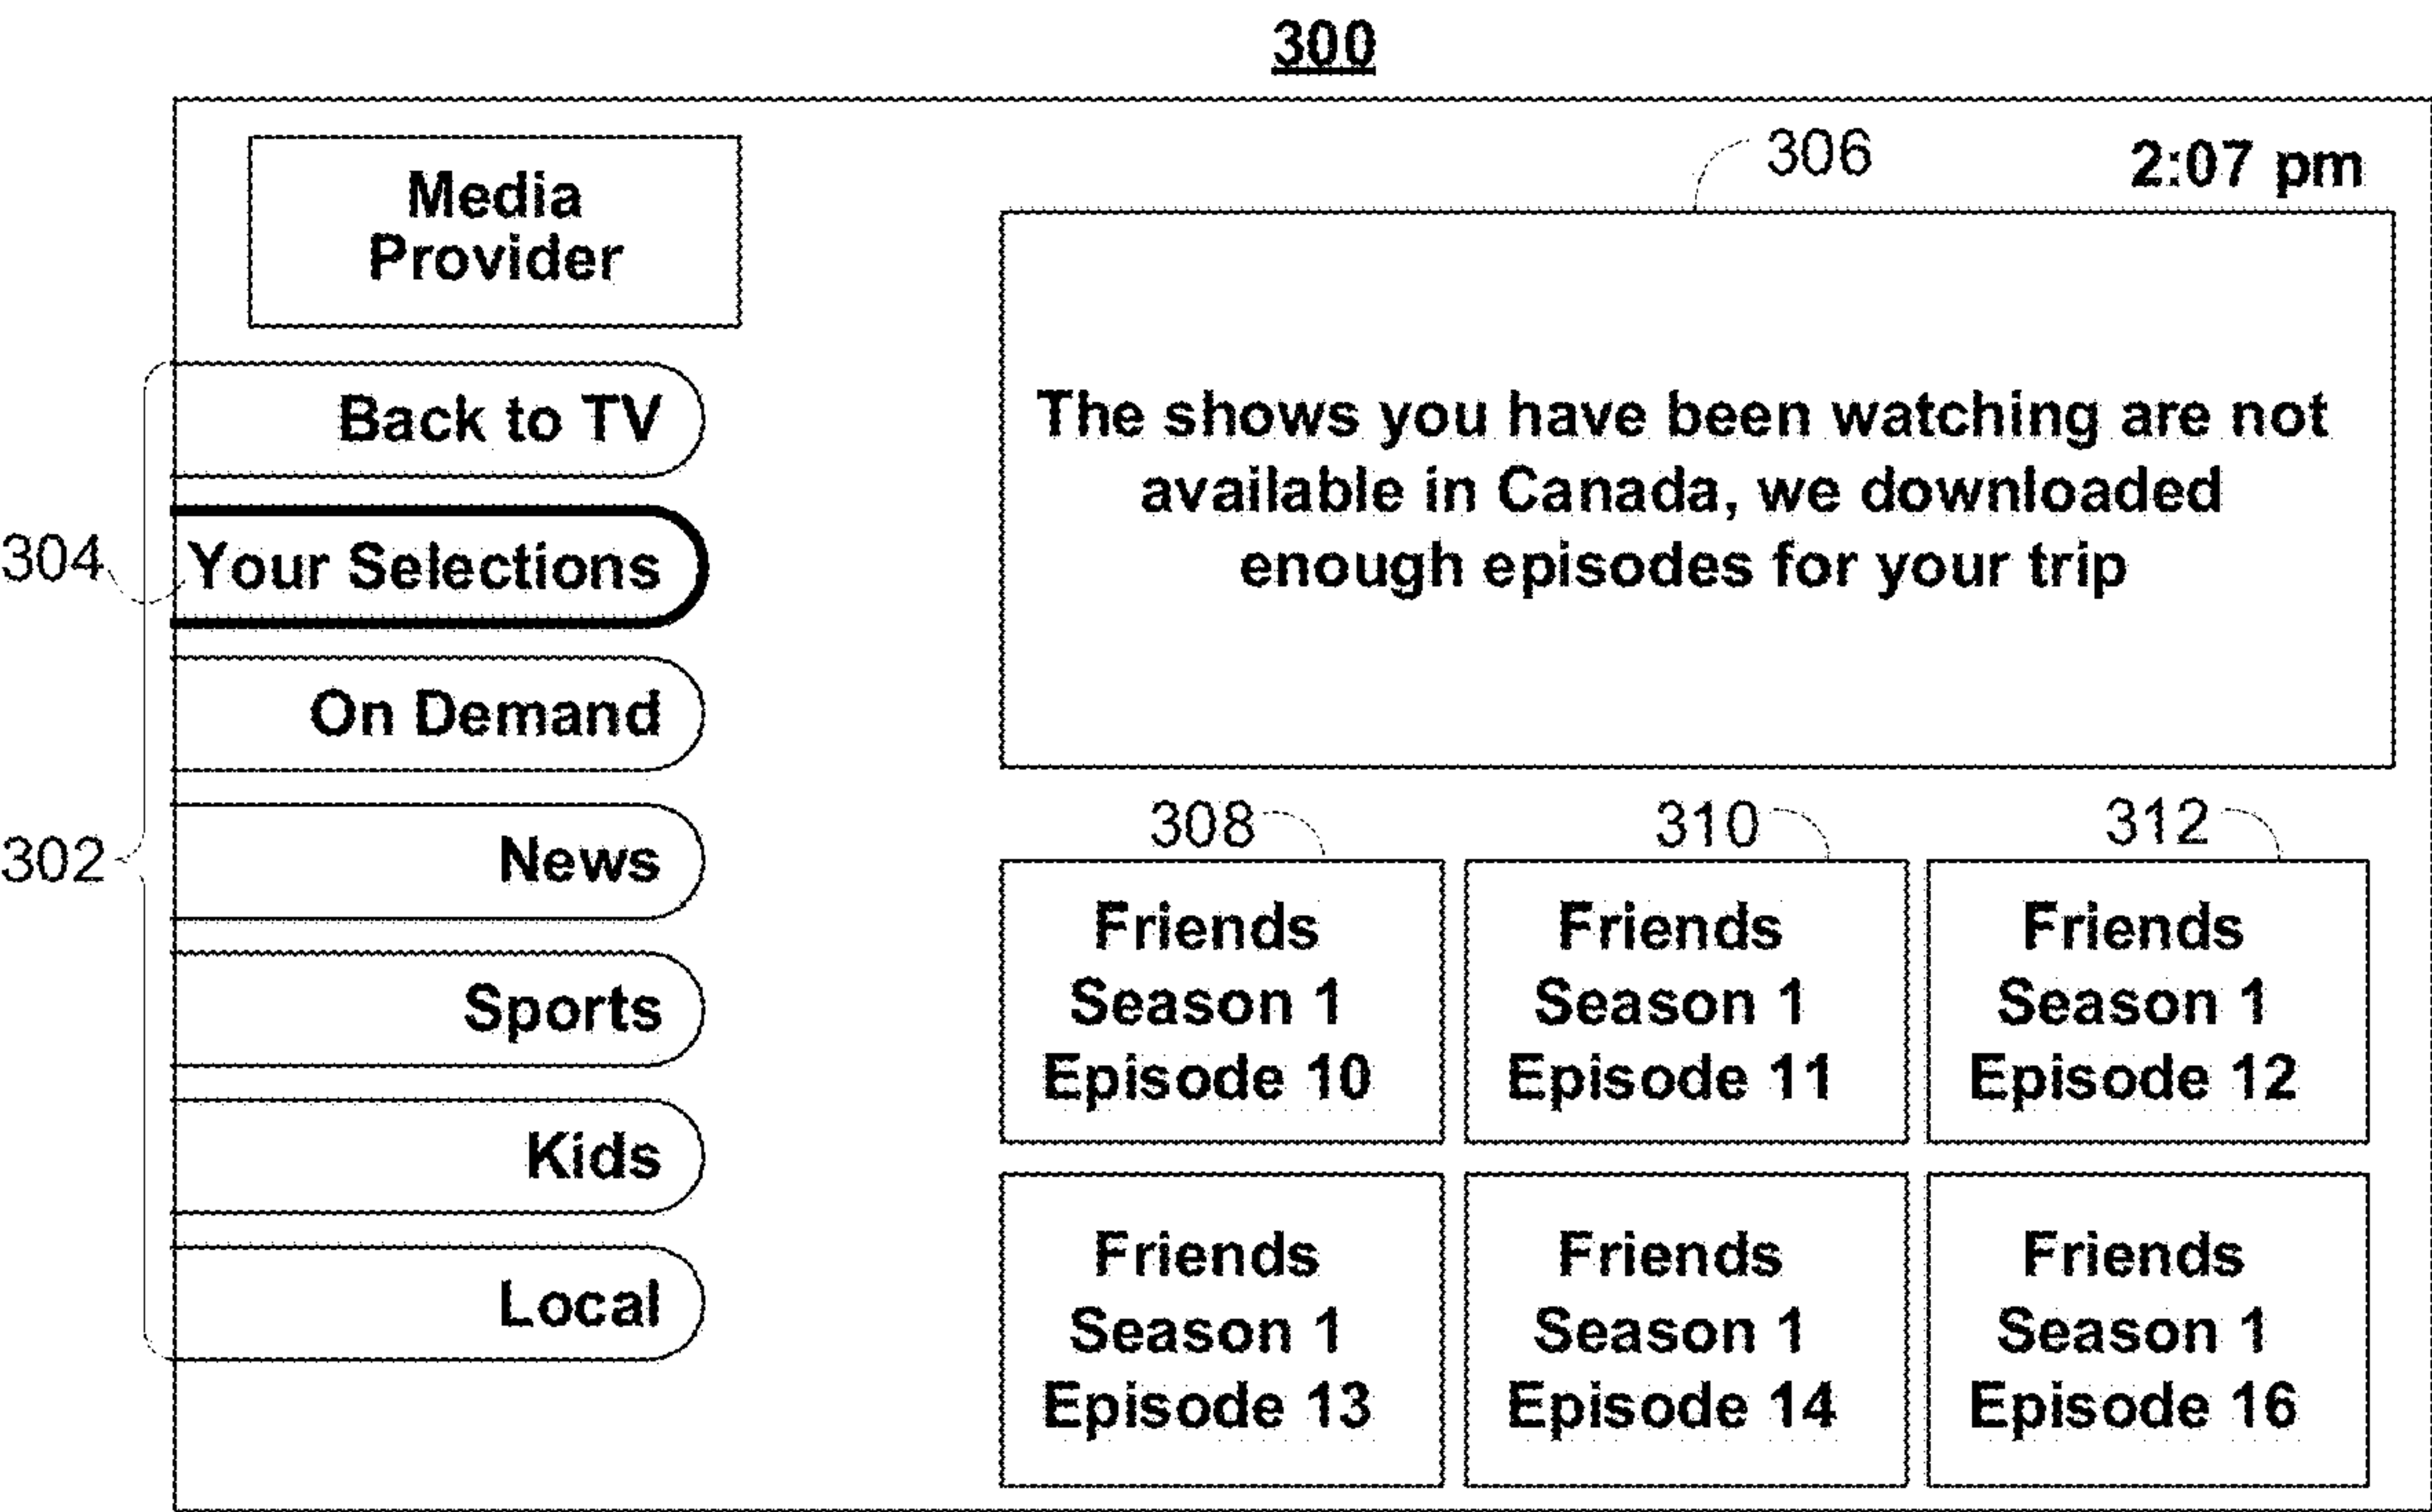 300
Media
Provider
306
2:07 pm
Back to TV
304
Your Selections
On Demand
302
News
Sports
Kids
Local
The shows you have been watching are not
available in Canada, we downloaded
enough episodes for your trip
308
310
312
Friends
Season 1
Episode 10
Friends
Season 1
Episode 11
Friends
Season 1
Episode 12
Friends
Season 1
Episode 13
Friends
Season 1
Episode 14
Friends
Season 1
Episode 16